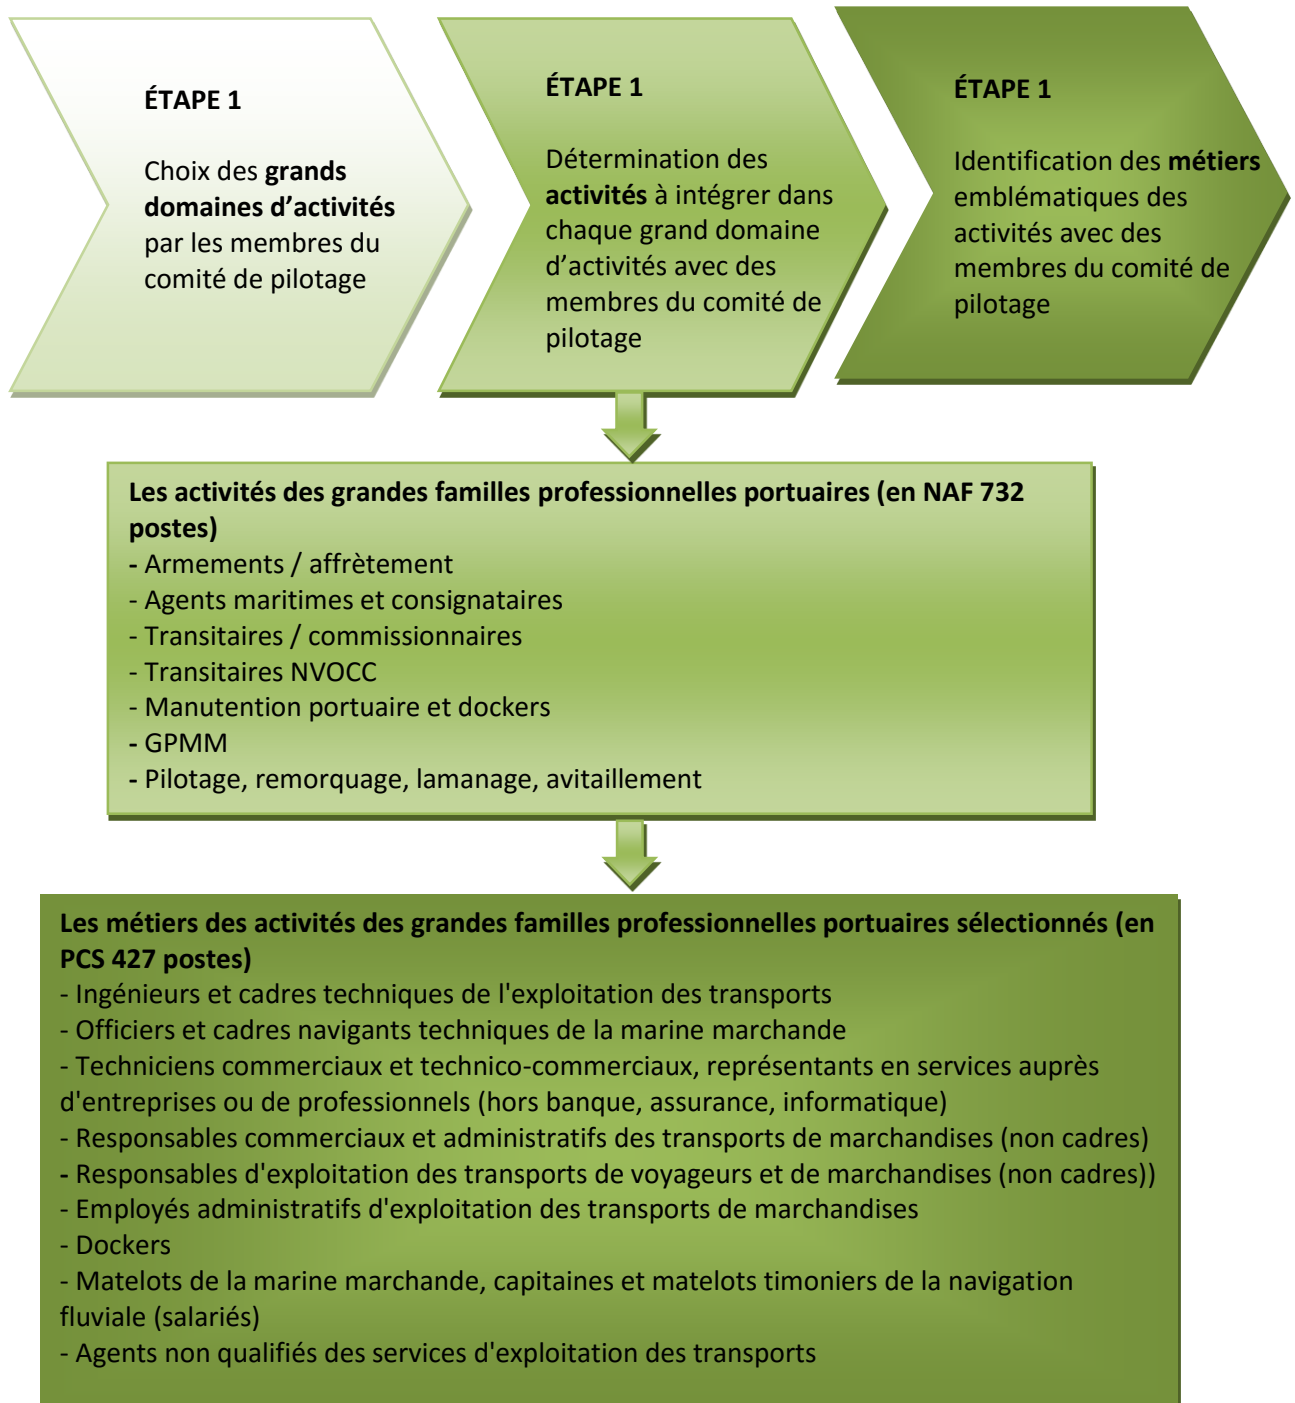 ÉTAPE 1
Choix des grands
domaines d’activités
par les membres du
comité de pilotage
ÉTAPE 1
Détermination des
activités à intégrer dans
chaque grand domaine
d’activités avec des
membres du comité de
pilotage
ÉTAPE 1
Identification des métiers
emblématiques des
activités avec des
membres du comité de
pilotage
Les activités des grandes familles professionnelles portuaires (en NAF 732
postes)
- Armements / affrètement
- Agents maritimes et consignataires
- Transitaires / commissionnaires
- Transitaires NVOCC
- Manutention portuaire et dockers
- GPMM
- Pilotage, remorquage, lamanage, avitaillement
Les métiers des activités des grandes familles professionnelles portuaires sélectionnés (en
PCS 427 postes)
- Ingénieurs et cadres techniques de l'exploitation des transports
- Officiers et cadres navigants techniques de la marine marchande
- Techniciens commerciaux et technico-commerciaux, représentants en services auprès
d'entreprises ou de professionnels (hors banque, assurance, informatique)
- Responsables commerciaux et administratifs des transports de marchandises (non cadres)
- Responsables d'exploitation des transports de voyageurs et de marchandises (non cadres))
- Employés administratifs d'exploitation des transports de marchandises
- Dockers
- Matelots de la marine marchande, capitaines et matelots timoniers de la navigation
fluviale (salariés)
- Agents non qualifiés des services d'exploitation des transports